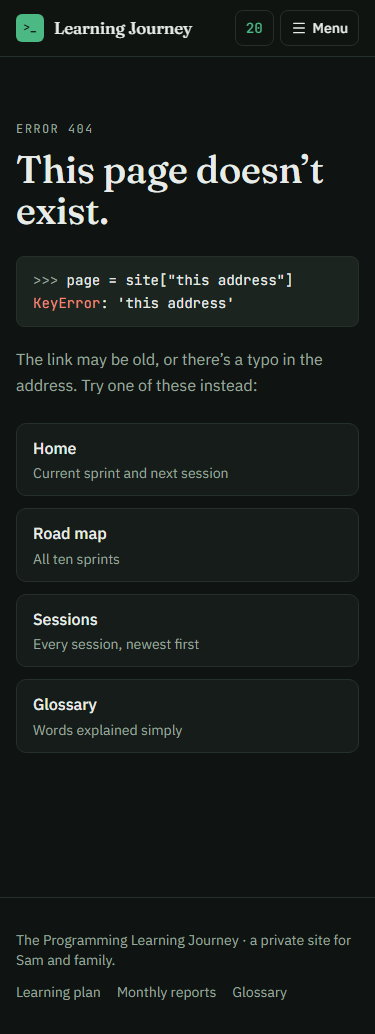 >_ Learning Journey 20 ☰ Menu
ERROR 404
This page doesn’t
exist.
>>> page = site["this address"]
KeyError: 'this address'
The link may be old, or there’s a typo in the
address. Try one of these instead:
Home
Current sprint and next session
Road map
All ten sprints
Sessions
Every session, newest first
Glossary
Words explained simply
The Programming Learning Journey · a private site for
Sam and family.
Learning plan Monthly reports Glossary